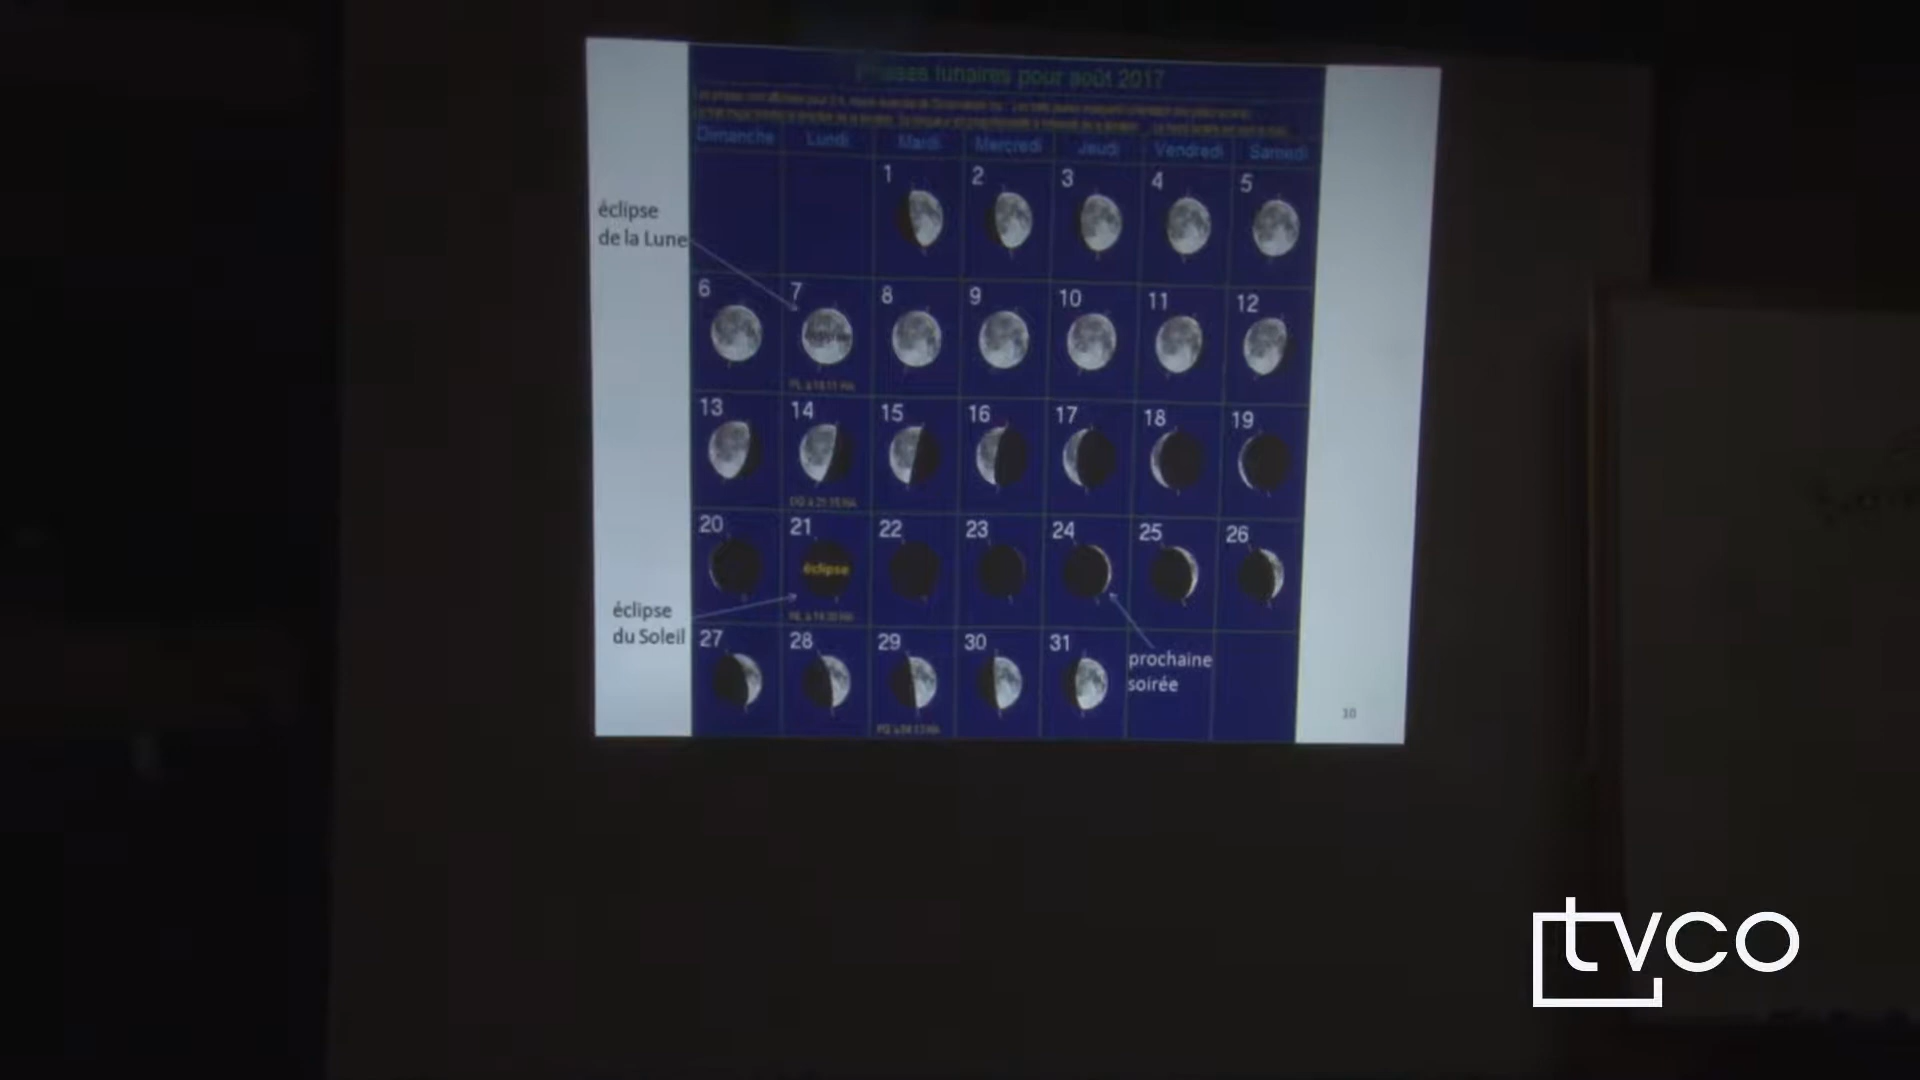 Phases lunaires pour août 2017
Dimanche Lundi Mardi Mercredi Jeudi Vendredi Samedi
1 2 3 4 5
éclipse
de la Lune
6 7 8 9 10 11 12
13 14 15 16 17 18 19
20 21 22 23 24 25 26
éclipse
éclipse
du Soleil
27 28 29 30 31
prochaine
soirée
30
tvco